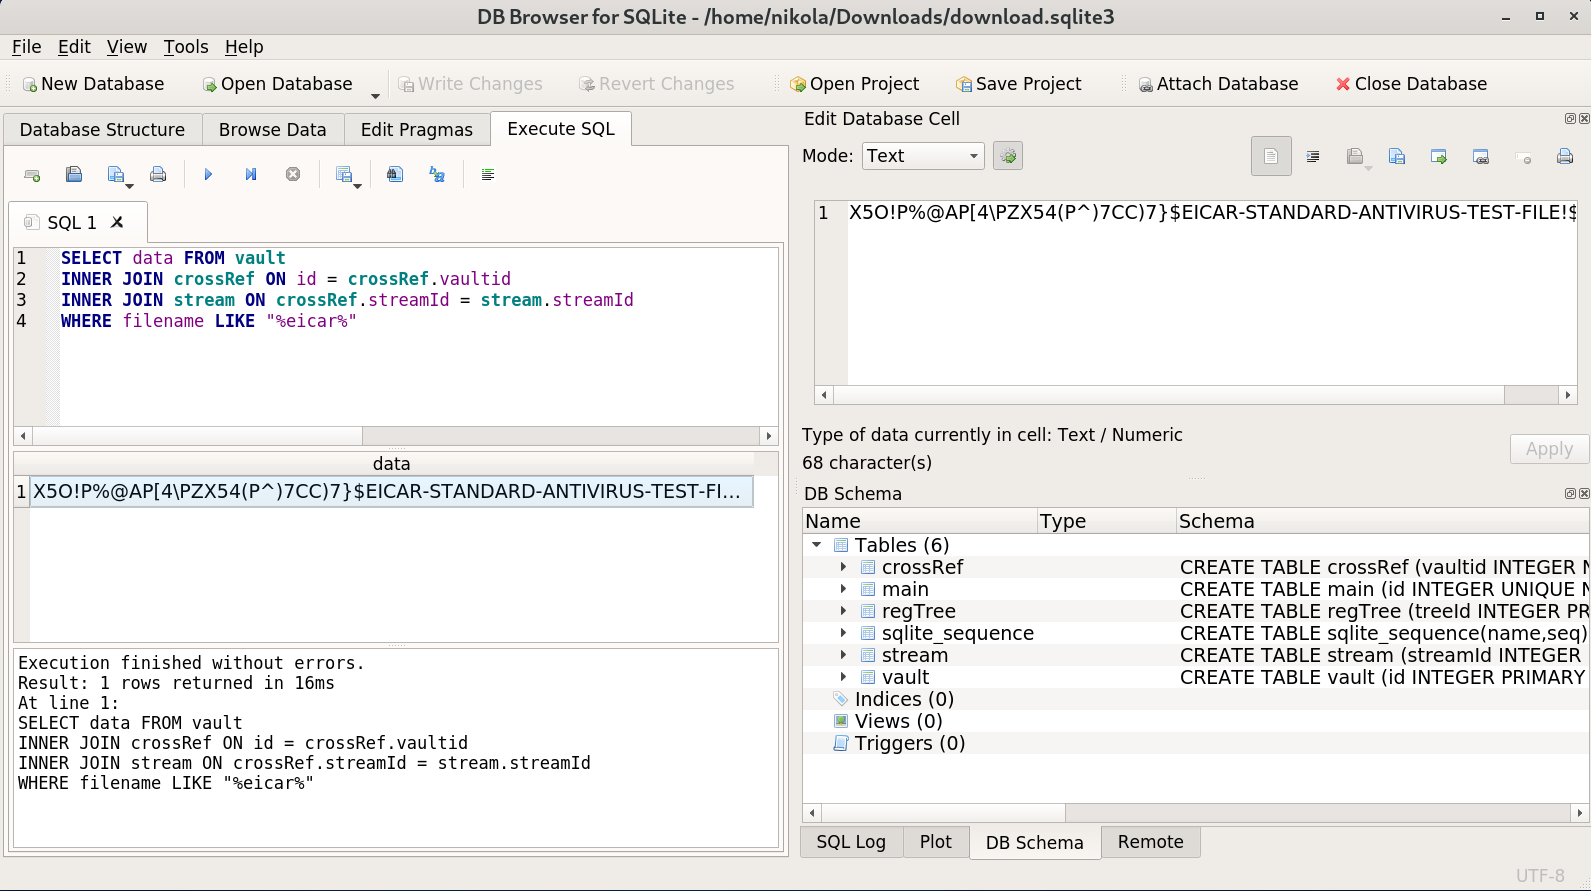 DB Browser for SQLite - /home/nikola/Downloads/download.sqlite3
File Edit View Tools Help
New Database Open Database Write Changes Revert Changes Open Project Save Project Attach Database Close Database
Database Structure Browse Data Edit Pragmas Execute SQL
SQL 1
1 SELECT data FROM vault
2 INNER JOIN crossRef ON id = crossRef.vaultid
3 INNER JOIN stream ON crossRef.streamId = stream.streamId
4 WHERE filename LIKE "%eicar%"
data
1 X5O!P%@AP[4\PZX54(P^)7CC)7}$EICAR-STANDARD-ANTIVIRUS-TEST-FI...
Execution finished without errors.
Result: 1 rows returned in 16ms
At line 1:
SELECT data FROM vault
INNER JOIN crossRef ON id = crossRef.vaultid
INNER JOIN stream ON crossRef.streamId = stream.streamId
WHERE filename LIKE "%eicar%"
Edit Database Cell
Mode: Text
1 X5O!P%@AP[4\PZX54(P^)7CC)7}$EICAR-STANDARD-ANTIVIRUS-TEST-FILE!$
Type of data currently in cell: Text / Numeric
68 character(s)
Apply
DB Schema
Name Type Schema
Tables (6)
crossRef CREATE TABLE crossRef (vaultid INTEGER N
main CREATE TABLE main (id INTEGER UNIQUE N
regTree CREATE TABLE regTree (treeId INTEGER PR
sqlite_sequence CREATE TABLE sqlite_sequence(name,seq)
stream CREATE TABLE stream (streamId INTEGER
vault CREATE TABLE vault (id INTEGER PRIMARY
Indices (0)
Views (0)
Triggers (0)
SQL Log Plot DB Schema Remote
UTF-8